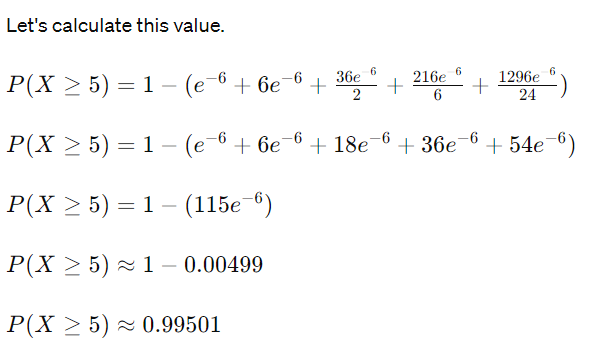 Let's calculate this value.
P(X ≥ 5) = 1 − (e⁻⁶ + 6e⁻⁶ + 36e⁻⁶/2 + 216e⁻⁶/6 + 1296e⁻⁶/24)
P(X ≥ 5) = 1 − (e⁻⁶ + 6e⁻⁶ + 18e⁻⁶ + 36e⁻⁶ + 54e⁻⁶)
P(X ≥ 5) = 1 − (115e⁻⁶)
P(X ≥ 5) ≈ 1 − 0.00499
P(X ≥ 5) ≈ 0.99501